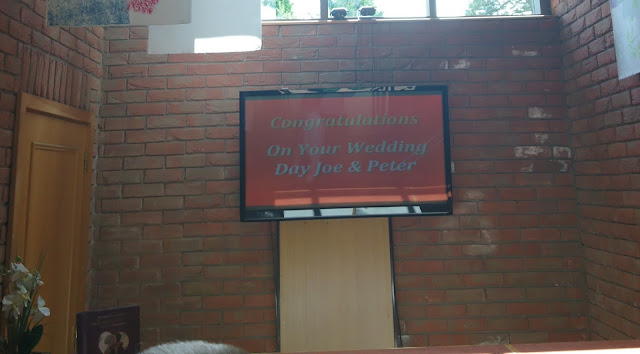 Congratulations
On Your Wedding
Day Joe & Peter